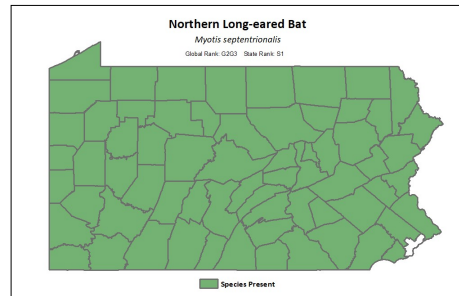 Northern Long-eared Bat
Myotis septentrionalis
Global Rank: G2G3 State Rank: S1
Species Present